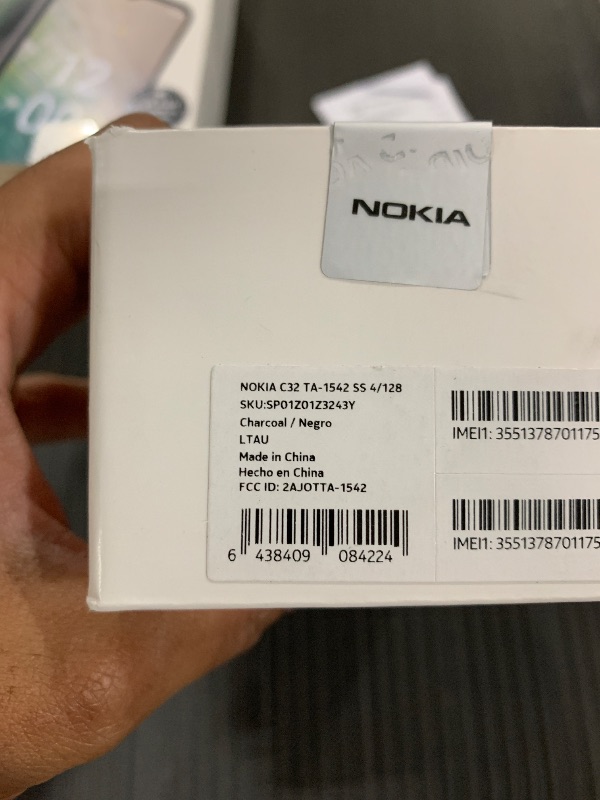 12
NOKIA
NOKIA C32 TA-1542 SS 4/128
SKU:SP01Z01Z3243Y
Charcoal / Negro
LTAU
Made in China
Hecho en China
FCC ID: 2AJOTTA-1542
6 438409 084224
IMEI1: 3551378701175
IMEI1: 3551378701175